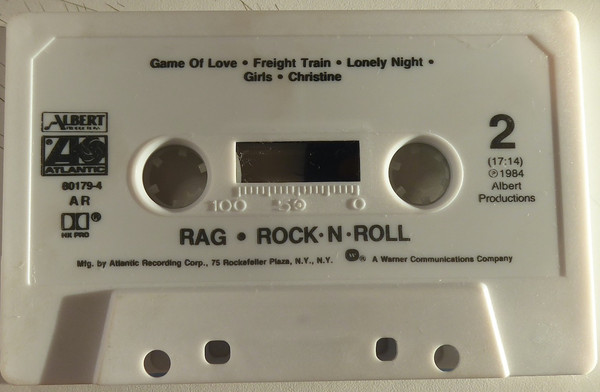 Game Of Love • Freight Train • Lonely Night •
Girls • Christine
ALBERT
ATLANTIC
80179-4
AR
HX PRO
2
(17:14)
℗ 1984
Albert
Productions
100 50 0
RAG • ROCK·N·ROLL
Mfg. by Atlantic Recording Corp., 75 Rockefeller Plaza, N.Y., N.Y. W ® A Warner Communications Company